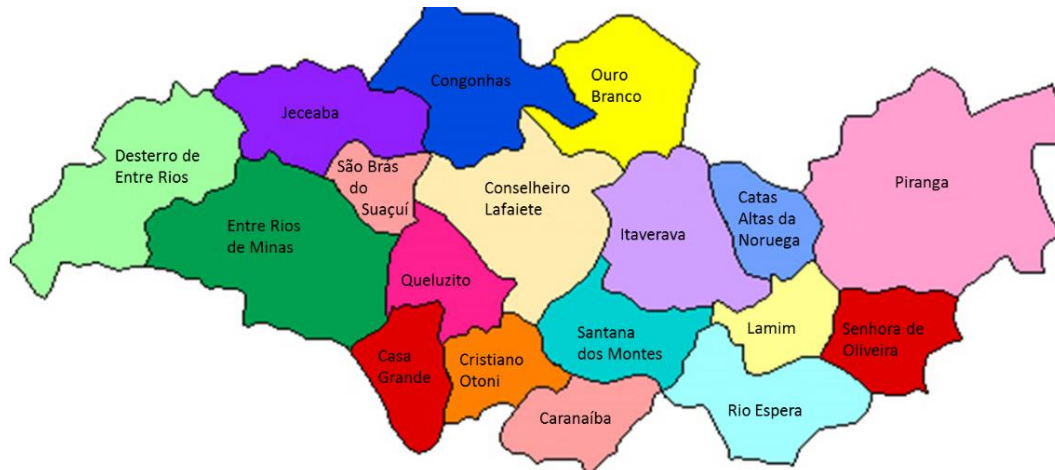 Congonhas
Ouro
Branco
Jeceaba
Desterro de
Entre Rios
São Brás
do
Suaçuí
Conselheiro
Lafaiete
Catas
Altas da
Noruega
Piranga
Entre Rios
de Minas
Itaverava
Queluzito
Santana
dos Montes
Lamim
Senhora de
Oliveira
Casa
Grande
Cristiano
Otoni
Caranaíba
Rio Espera